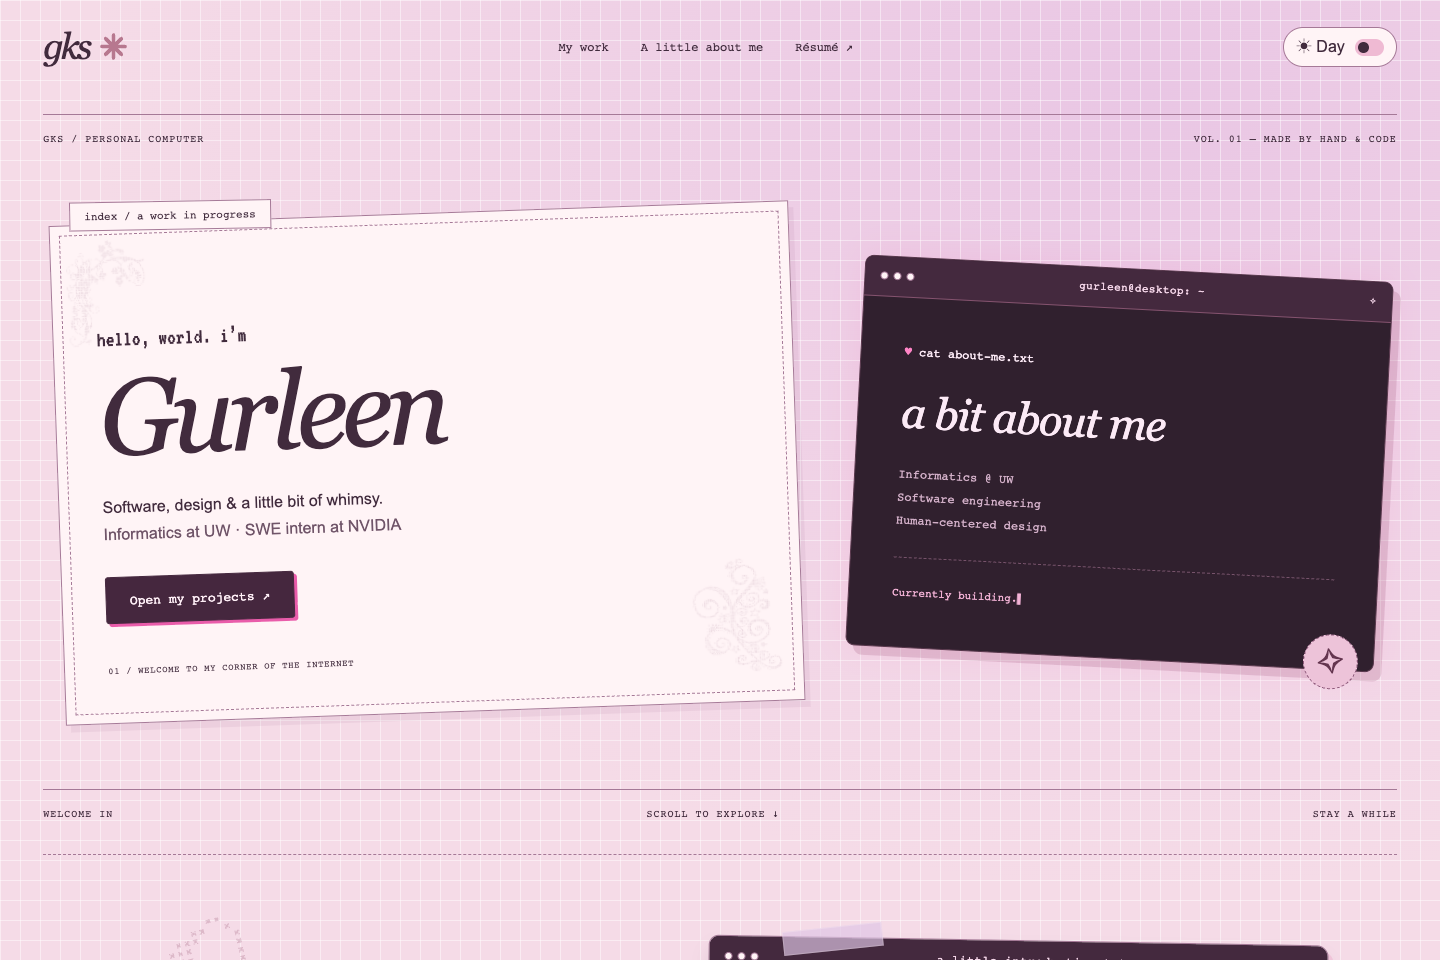 gks
My work
A little about me
Résumé ↗
Day
GKS / PERSONAL COMPUTER
VOL. 01 — MADE BY HAND & CODE
index / a work in progress
hello, world. i'm
Gurleen
Software, design & a little bit of whimsy.
Informatics at UW · SWE intern at NVIDIA
Open my projects ↗
01 / WELCOME TO MY CORNER OF THE INTERNET
gurleen@desktop: ~
♥ cat about-me.txt
a bit about me
Informatics @ UW
Software engineering
Human-centered design
Currently building.
WELCOME IN
SCROLL TO EXPLORE ↓
STAY A WHILE